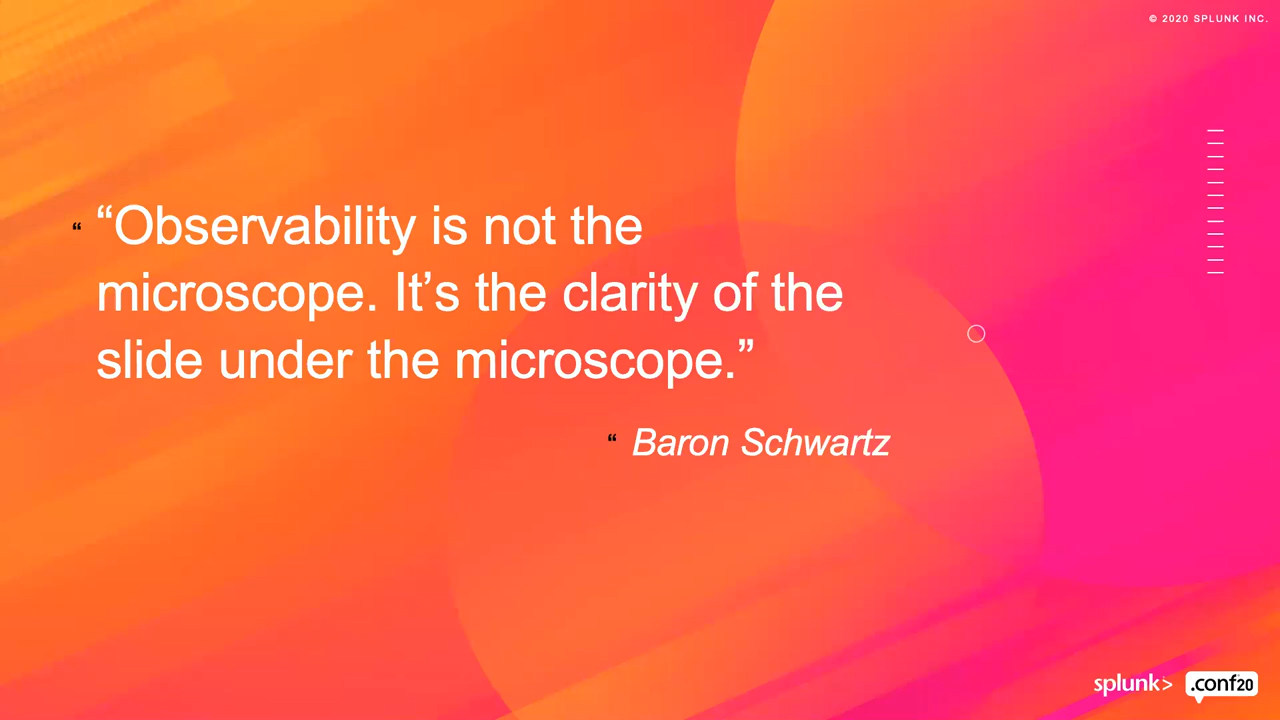 © 2020 SPLUNK INC.
“ “Observability is not the
microscope. It’s the clarity of the
slide under the microscope.”
“ Baron Schwartz
splunk> .conf20